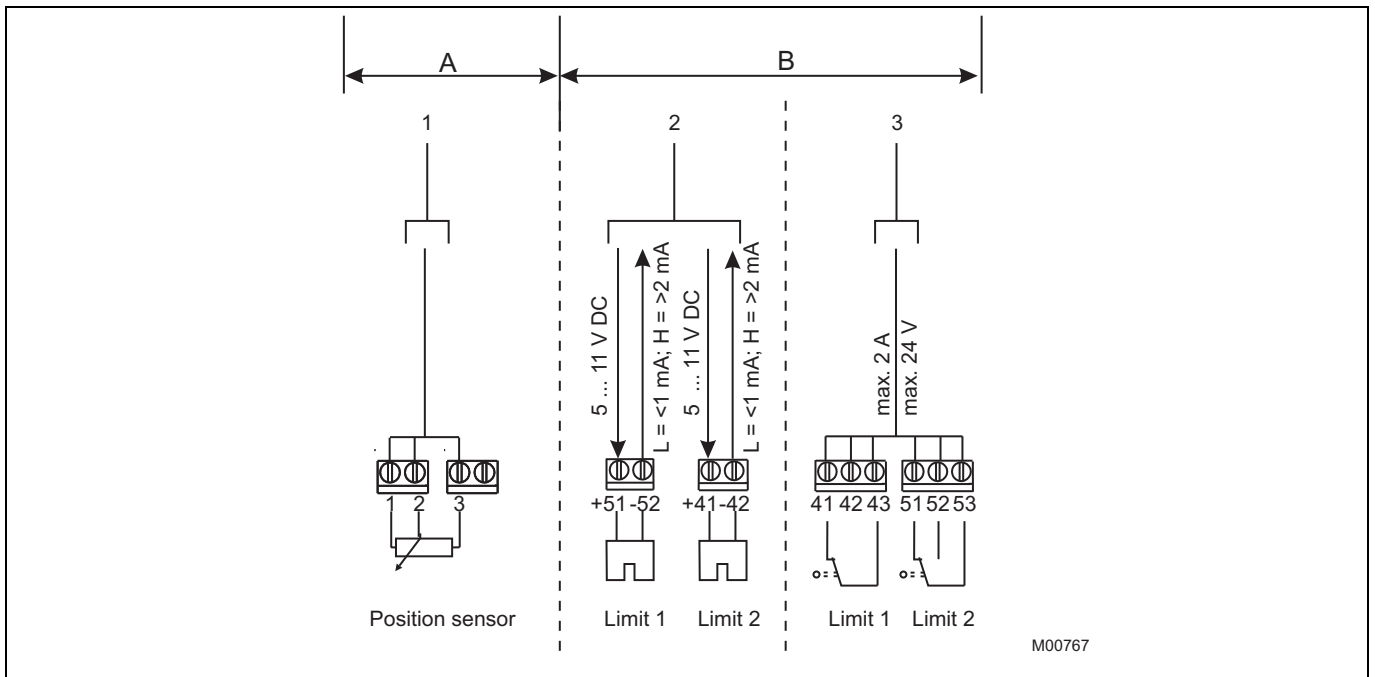 A
B
1
2
3
5 ... 11 V DC
L = <1 mA; H = >2 mA
5 ... 11 V DC
L = <1 mA; H = >2 mA
max. 2 A
max. 24 V
1 2 3
+51 -52
+41-42
41 42 43
51 52 53
Position sensor
Limit 1
Limit 2
Limit 1
Limit 2
M00767